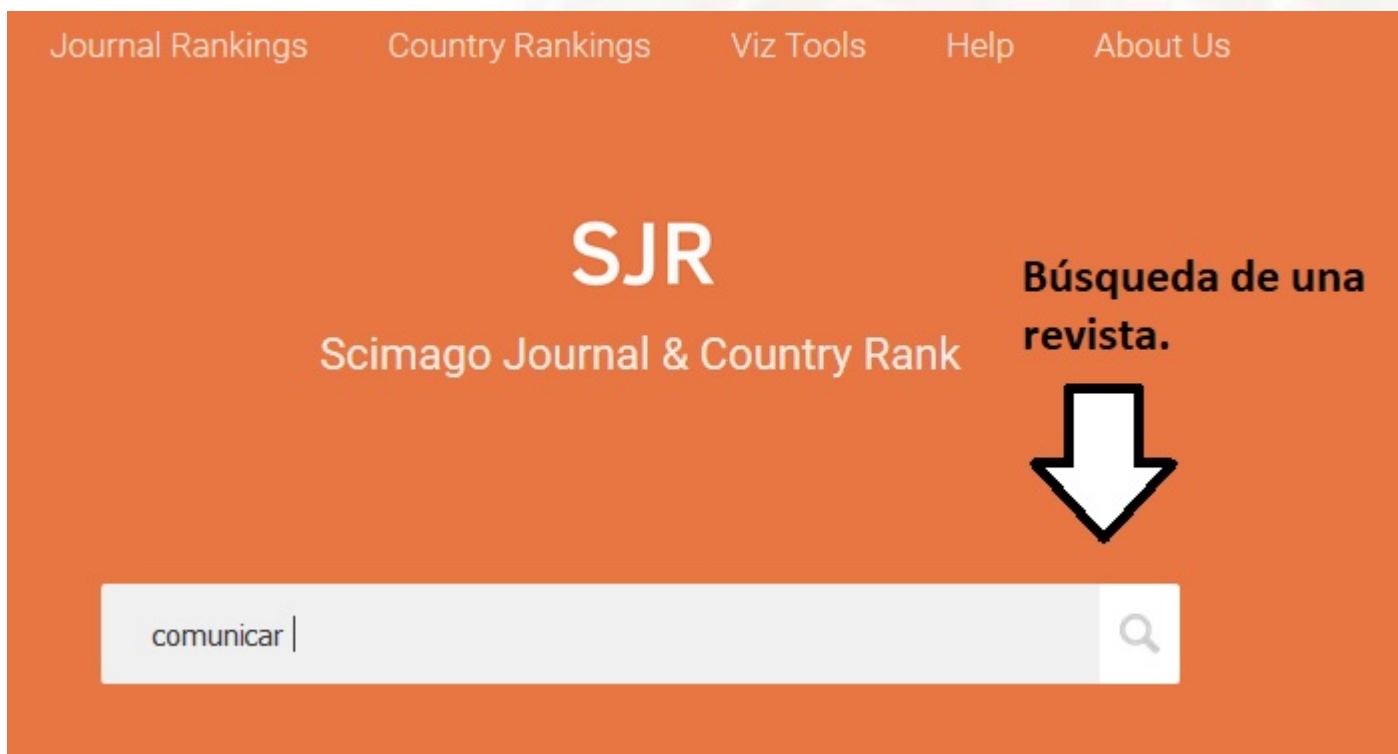 Journal Rankings Country Rankings Viz Tools Help About Us
SJR
Scimago Journal & Country Rank
Búsqueda de una
revista.
comunicar